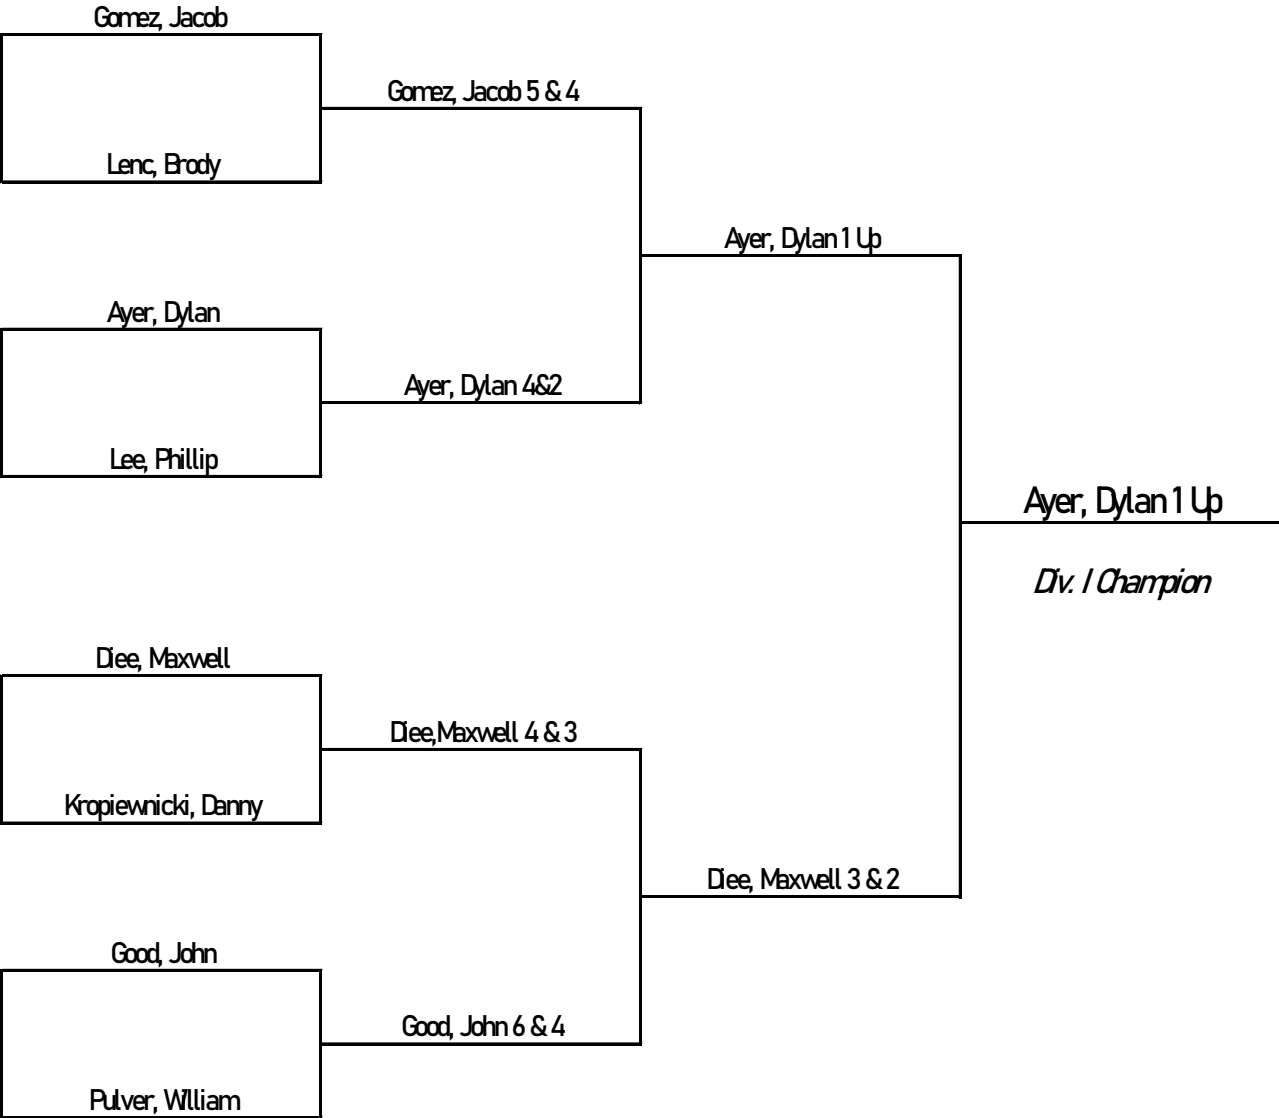 Gomez, Jacob
Gomez, Jacob 5 & 4
Lenc, Brody
Ayer, Dylan 1 Up
Ayer, Dylan
Ayer, Dylan 4&2
Lee, Phillip
Ayer, Dylan 1 Up
Div. I Champion
Diee, Maxwell
Diee,Maxwell 4 & 3
Kropiewnicki, Danny
Diee, Maxwell 3 & 2
Good, John
Good, John 6 & 4
Pulver, William